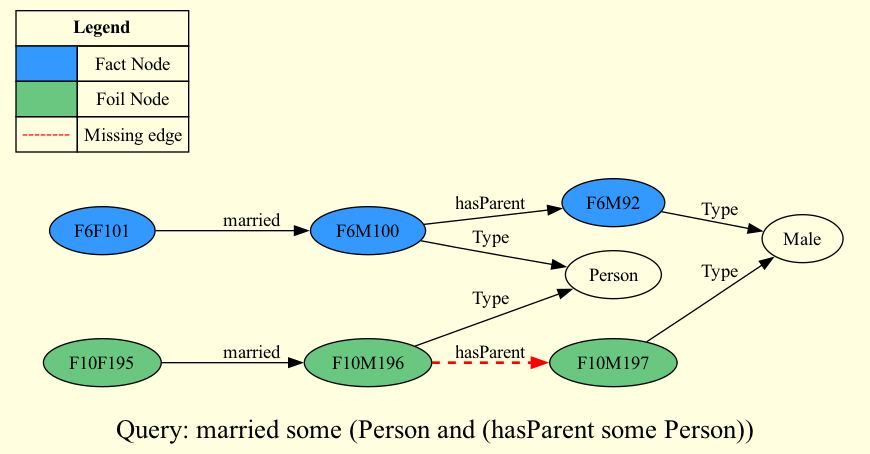 Legend
Fact Node
Foil Node
Missing edge
F6F101
married
F6M100
hasParent
F6M92
Type
Male
Type
Person
Type
Type
F10F195
married
F10M196
hasParent
F10M197
Query: married some (Person and (hasParent some Person))